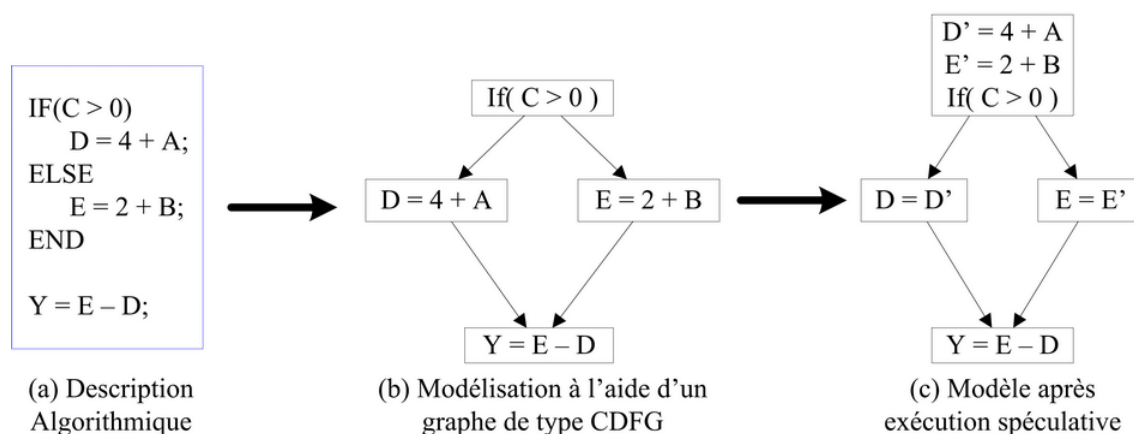 IF(C > 0)
D = 4 + A;
ELSE
E = 2 + B;
END
Y = E – D;
(a) Description
Algorithmique
If( C > 0 )
D = 4 + A
E = 2 + B
Y = E – D
(b) Modélisation à l’aide d’un
graphe de type CDFG
D’ = 4 + A
E’ = 2 + B
If( C > 0 )
D = D’
E = E’
Y = E – D
(c) Modèle après
exécution spéculative